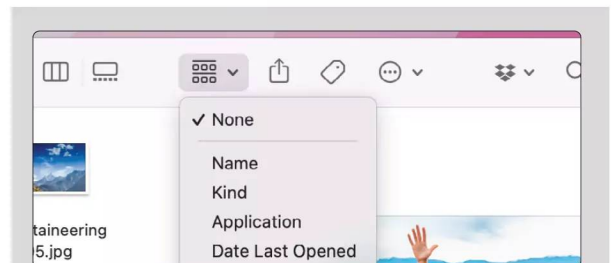 None
Name
Kind
Application
Date Last Opened
taineering
5.jpg